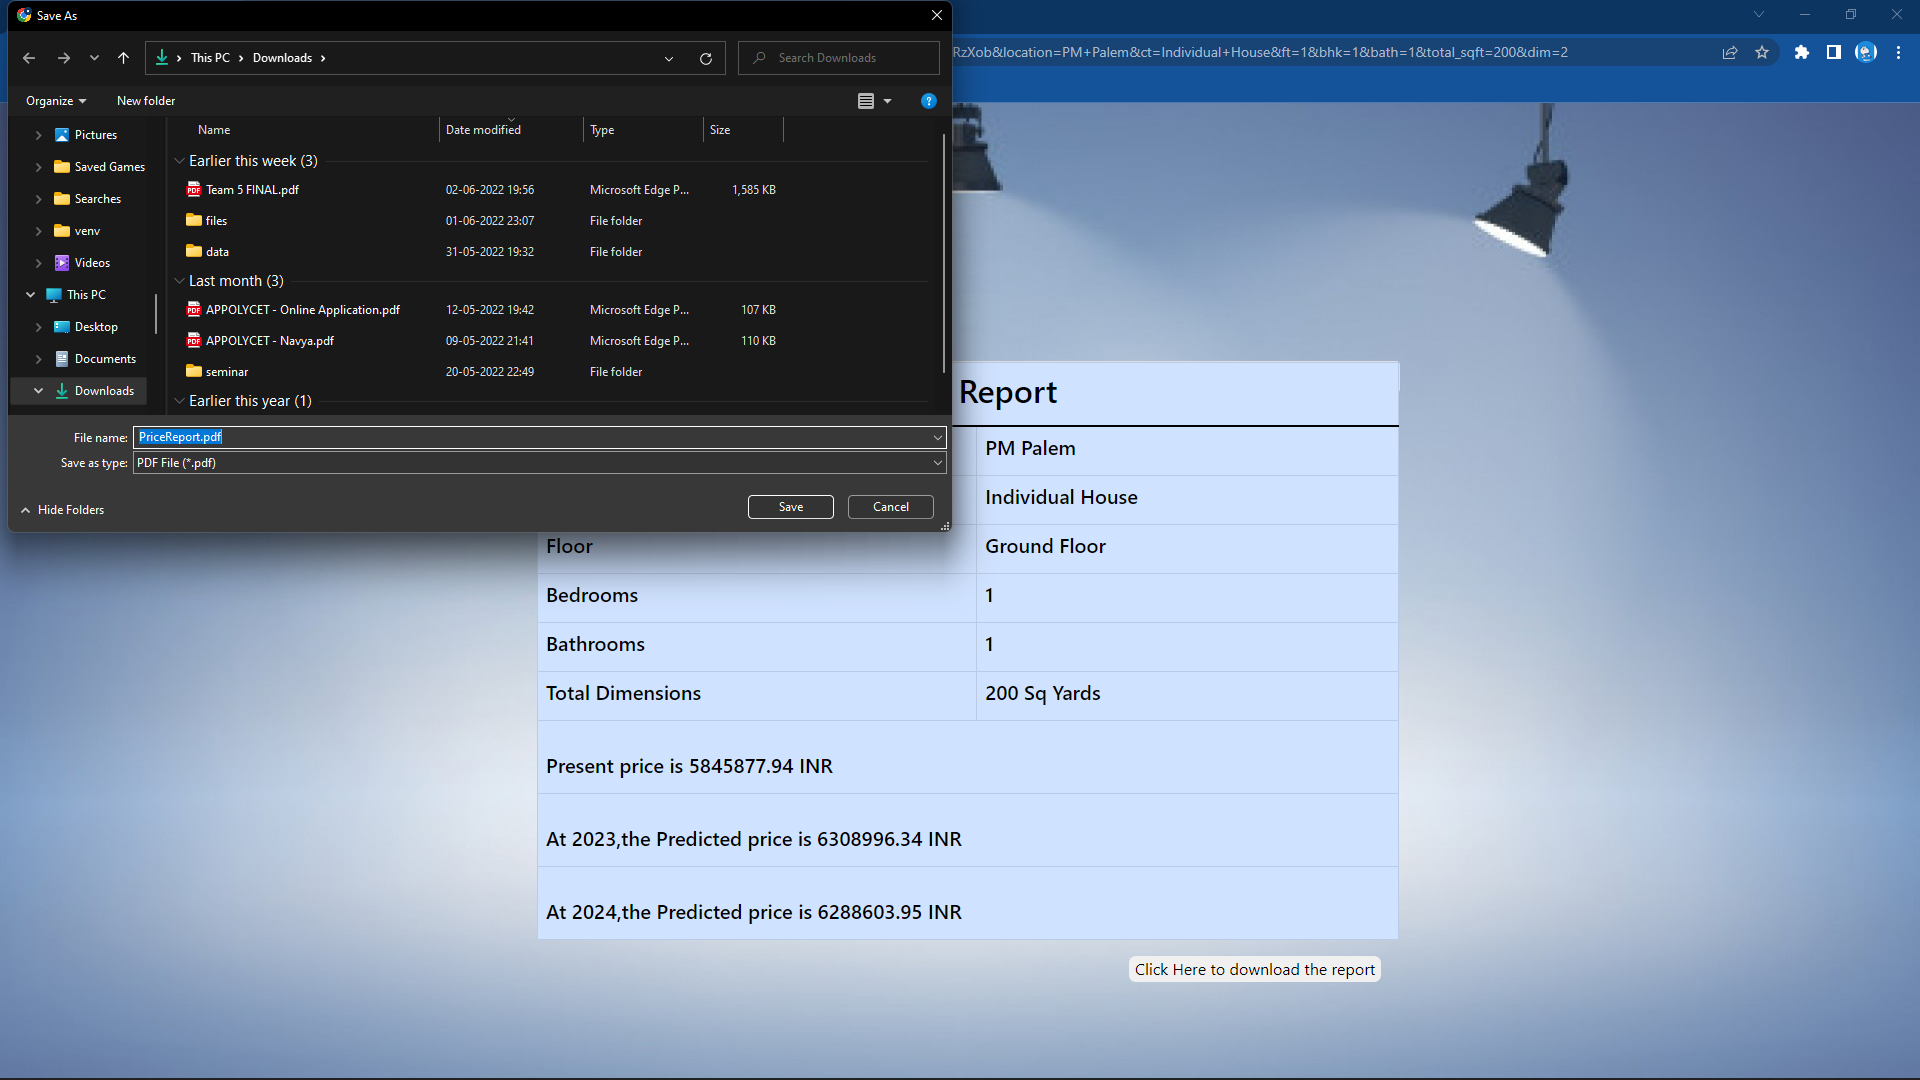 Save As
RzXob&location=PM+Palem&ct=Individual+House&ft=1&bhk=1&bath=1&total_sqft=200&dim=2
This PC > Downloads >
Search Downloads
Organize
New folder
Pictures
Saved Games
Searches
venv
Videos
This PC
Desktop
Documents
Downloads
Name Date modified Type Size
Earlier this week (3)
PDF Team 5 FINAL.pdf 02-06-2022 19:56 Microsoft Edge P... 1,585 KB
files 01-06-2022 23:07 File folder
data 31-05-2022 19:32 File folder
Last month (3)
PDF APPOLYCET - Online Application.pdf 12-05-2022 19:42 Microsoft Edge P... 107 KB
PDF APPOLYCET - Navya.pdf 09-05-2022 21:41 Microsoft Edge P... 110 KB
seminar 20-05-2022 22:49 File folder
Earlier this year (1)
File name: PriceReport.pdf
Save as type: PDF File (*.pdf)
Hide Folders
Save
Cancel
Report
PM Palem
Individual House
Floor Ground Floor
Bedrooms 1
Bathrooms 1
Total Dimensions 200 Sq Yards
Present price is 5845877.94 INR
At 2023,the Predicted price is 6308996.34 INR
At 2024,the Predicted price is 6288603.95 INR
Click Here to download the report